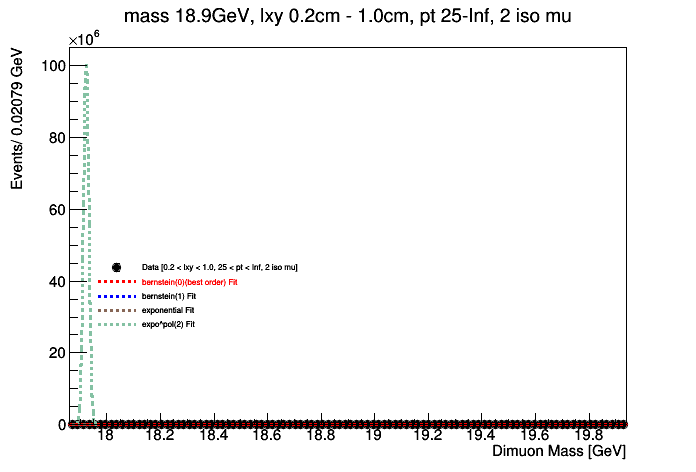 mass 18.9GeV, lxy 0.2cm - 1.0cm, pt 25-Inf, 2 iso mu
×10⁶
Events/ 0.02079 GeV
100
80
60
40
20
0
Data [0.2 < lxy < 1.0, 25 < pt < Inf, 2 iso mu]
bernstein(0)(best order) Fit
bernstein(1) Fit
exponential Fit
expo*pol(2) Fit
18 18.2 18.4 18.6 18.8 19 19.2 19.4 19.6 19.8
Dimuon Mass [GeV]